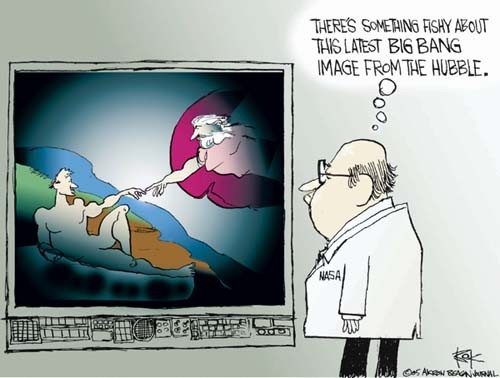 THERE'S SOMETHING FISHY ABOUT
THIS LATEST BIG BANG
IMAGE FROM THE HUBBLE.
NASA
©05 AKRON BEACON JOURNAL